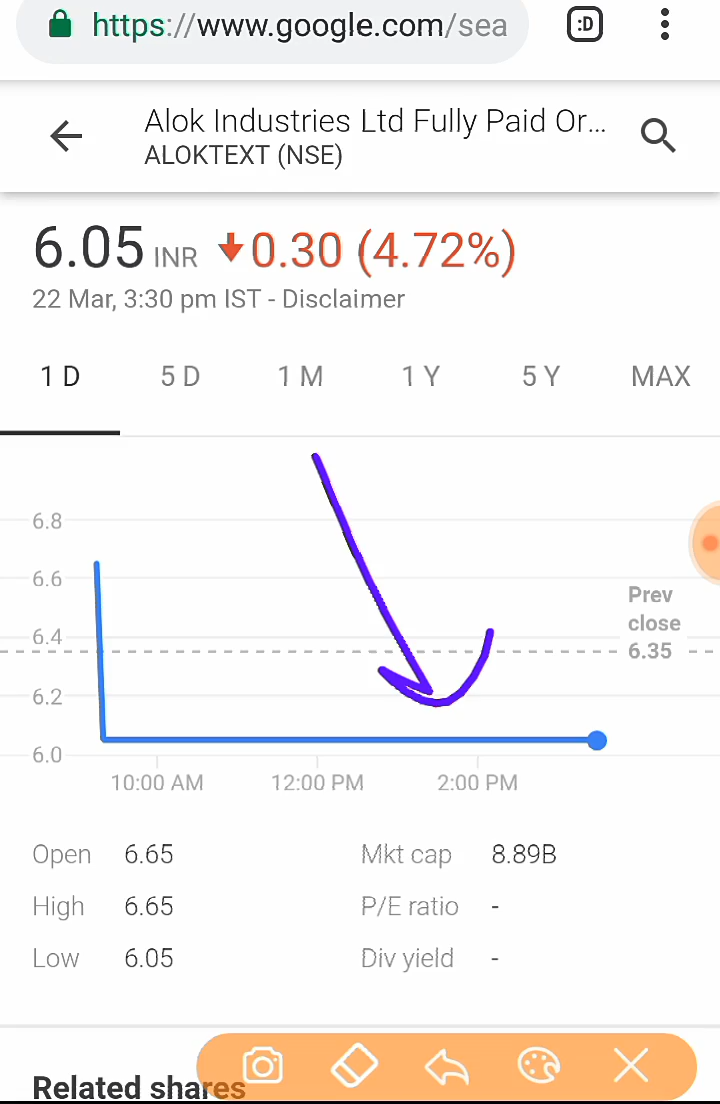 https://www.google.com/sea
:D
Alok Industries Ltd Fully Paid Or...
ALOKTEXT (NSE)
6.05 INR 0.30 (4.72%)
22 Mar, 3:30 pm IST - Disclaimer
1 D 5 D 1 M 1 Y 5 Y MAX
6.8
6.6
Prev
close
6.4
6.35
6.2
6.0
10:00 AM 12:00 PM 2:00 PM
Open 6.65 Mkt cap 8.89B
High 6.65 P/E ratio -
Low 6.05 Div yield -
Related shares